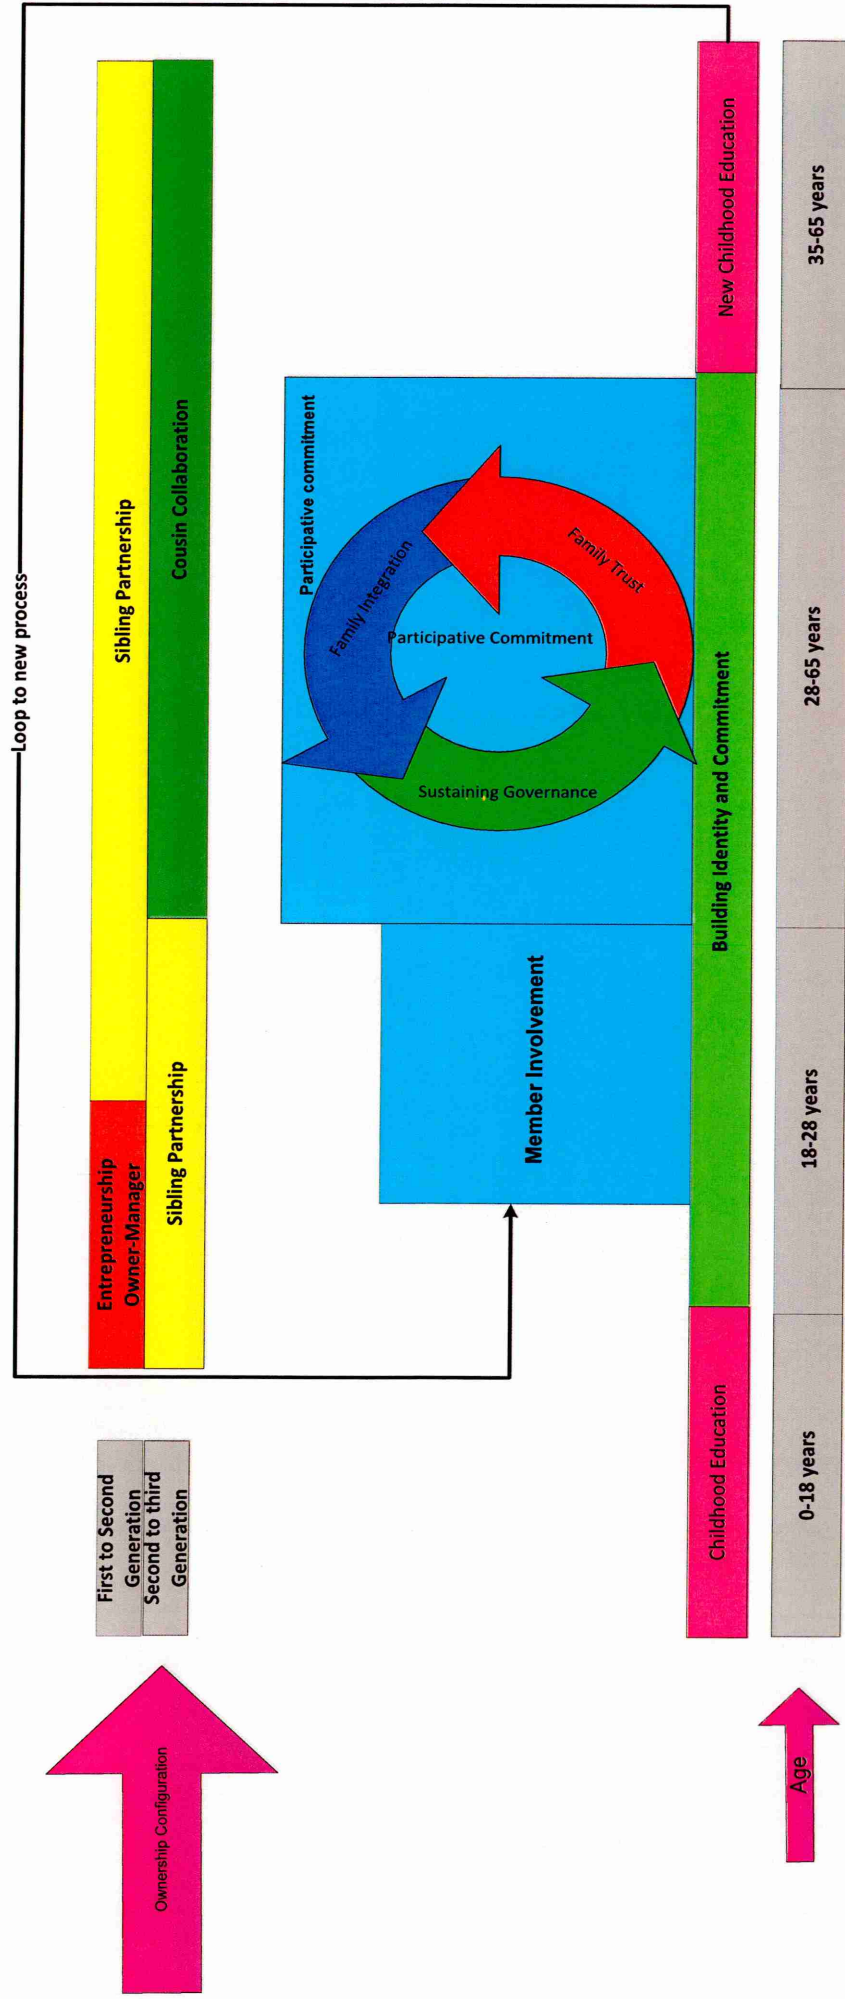 Loop to new process
Ownership Configuration
First to Second
Generation
Second to third
Generation
Entrepreneurship
Owner-Manager
Sibling Partnership
Sibling Partnership
Cousin Collaboration
Member Involvement
Participative commitment
Family Integration
Participative Commitment
Family Trust
Sustaining Governance
Childhood Education
Building Identity and Commitment
New Childhood Education
Age
0-18 years
18-28 years
28-65 years
35-65 years